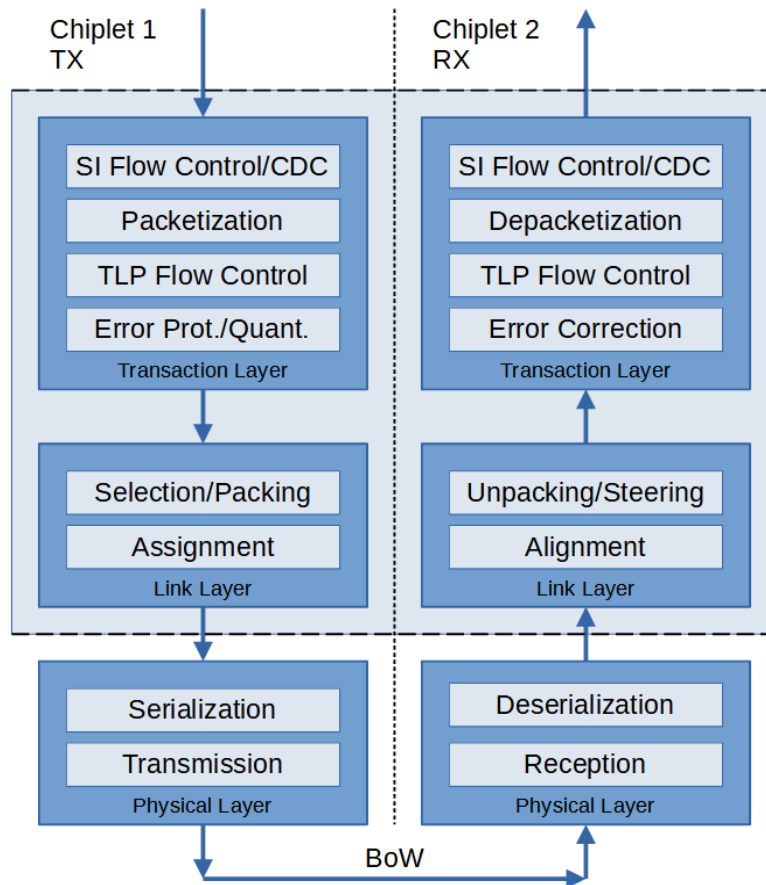 Chiplet 1
TX
SI Flow Control/CDC
Packetization
TLP Flow Control
Error Prot./Quant.
Transaction Layer
Selection/Packing
Assignment
Link Layer
Serialization
Transmission
Physical Layer
Chiplet 2
RX
SI Flow Control/CDC
Depacketization
TLP Flow Control
Error Correction
Transaction Layer
Unpacking/Steering
Alignment
Link Layer
Deserialization
Reception
Physical Layer
BoW